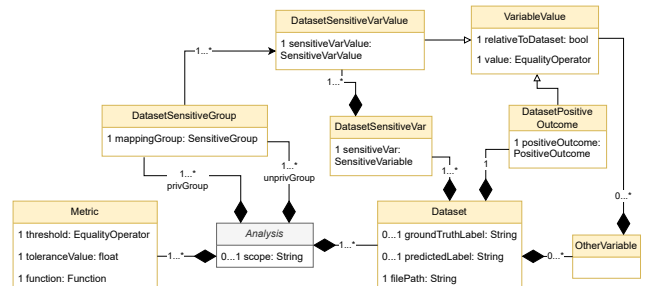 DatasetSensitiveVarValue
1 sensitiveVarValue:
SensitiveVarValue
VariableValue
1 relativeToDataset: bool
1 value: EqualityOperator
1...*
1...*
DatasetSensitiveGroup
1 mappingGroup: SensitiveGroup
DatasetSensitiveVar
1 sensitiveVar:
SensitiveVariable
DatasetPositive
Outcome
1 positiveOutcome:
PositiveOutcome
1...*
privGroup
1...*
unprivGroup
1...*
1
0...*
Metric
1 threshold: EqualityOperator
1 toleranceValue: float
1 function: Function
1...*
Analysis
0...1 scope: String
1...*
Dataset
0...1 groundTruthLabel: String
0...1 predictedLabel: String
1 filePath: String
0...*
OtherVariable